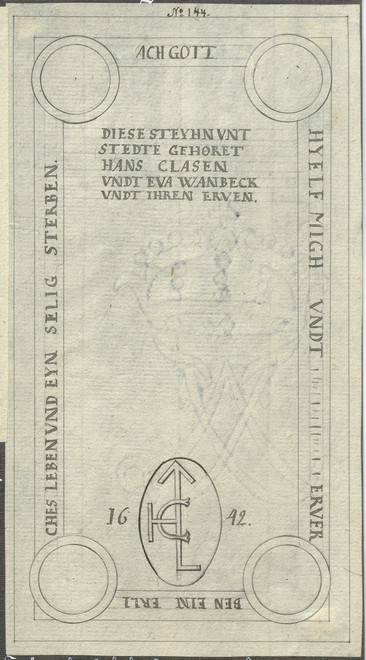 No 144.
ACH GOTT
HYELF MIGH VNDT ERVER
BEN EIN ERLI
CHES LEBEN VND EYN SELIG STERBEN.
DIESE STEYHN VNT
STEDTE GEHORET
HANS CLASEN
VNDT EVA WANBECK
VNDT IHREN ERVEN.
16 42.
HCL